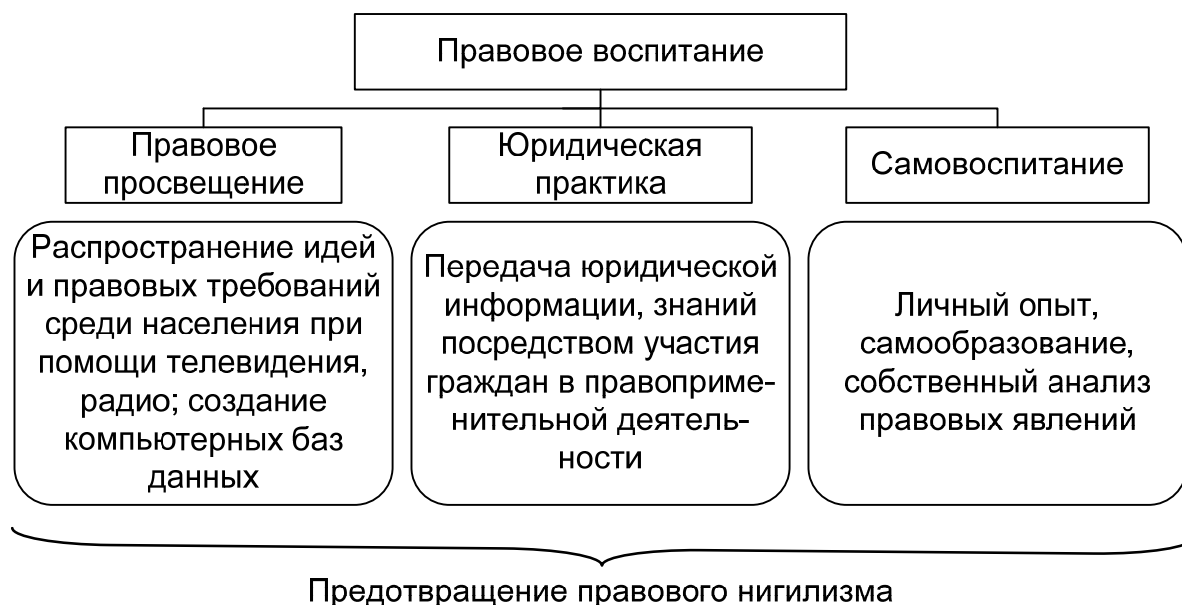 Правовое воспитание
Правовое
просвещение
Юридическая
практика
Самовоспитание
Распространение идей
и правовых требований
среди населения при
помощи телевидения,
радио; создание
компьютерных баз
данных
Передача юридической
информации, знаний
посредством участия
граждан в правоприме-
нительной деятель-
ности
Личный опыт,
самообразование,
собственный анализ
правовых явлений
Предотвращение правового нигилизма